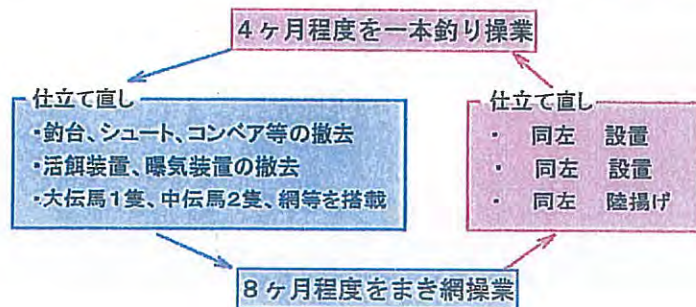 4ヶ月程度を一本釣り操業
仕立て直し
・釣台、シュート、コンベア等の撤去
・活餌装置、曝気装置の撤去
・大伝馬1隻、中伝馬2隻、網等を搭載
仕立て直し
・ 同左 設置
・ 同左 設置
・ 同左 陸揚げ
8ヶ月程度をまき網操業